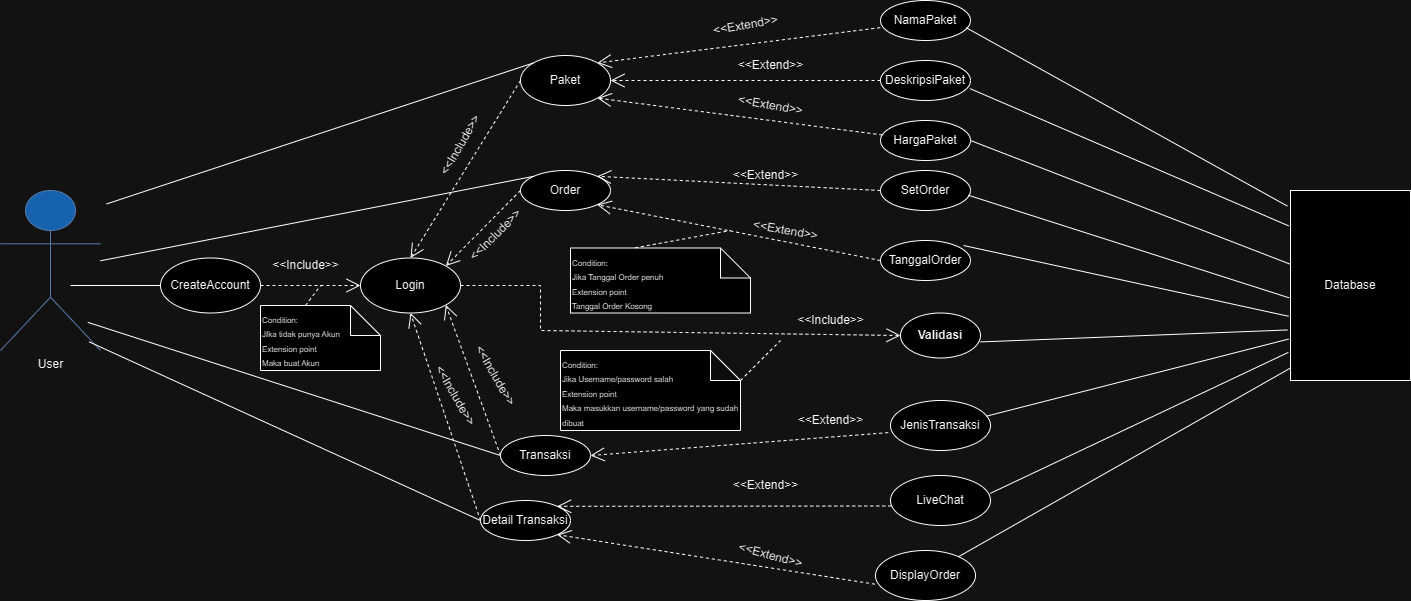 NamaPaket
<<Extend>>
<<Extend>>
Paket
DeskripsiPaket
<<Extend>>
<<Include>>
HargaPaket
<<Extend>>
Order
SetOrder
<<Include>>
<<Extend>>
TanggalOrder
<<Include>>
CreateAccount
Login
Condition:
Jika Tanggal Order penuh
Extension point
Tanggal Order Kosong
Database
Condition:
JIka tidak punya Akun
Extension point
Maka buat Akun
<<Include>>
Validasi
User
Condition:
Jika Username/password salah
Extension point
Maka masukkan username/password yang sudah
dibuat
<<Include>>
<<Include>>
<<Extend>>
JenisTransaksi
Transaksi
<<Extend>>
LiveChat
Detail Transaksi
<<Extend>>
DisplayOrder